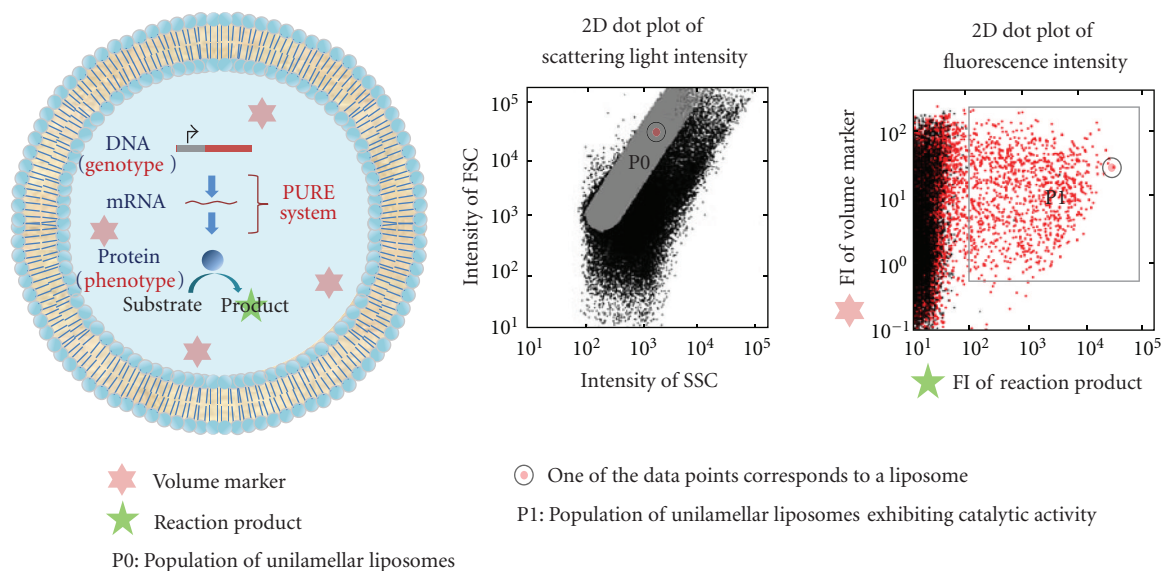 DNA
(genotype)
mRNA
PURE
system
Protein
(phenotype)
Substrate
Product
2D dot plot of
scattering light intensity
10^5
10^4
10^3
10^2
10^1
Intensity of FSC
P0
10^1 10^2 10^3 10^4 10^5
Intensity of SSC
2D dot plot of
fluorescence intensity
10^2
10^1
10^0
10^−1
FI of volume marker
P1
10^1 10^2 10^3 10^4 10^5
FI of reaction product
Volume marker
Reaction product
P0: Population of unilamellar liposomes
One of the data points corresponds to a liposome
P1: Population of unilamellar liposomes exhibiting catalytic activity